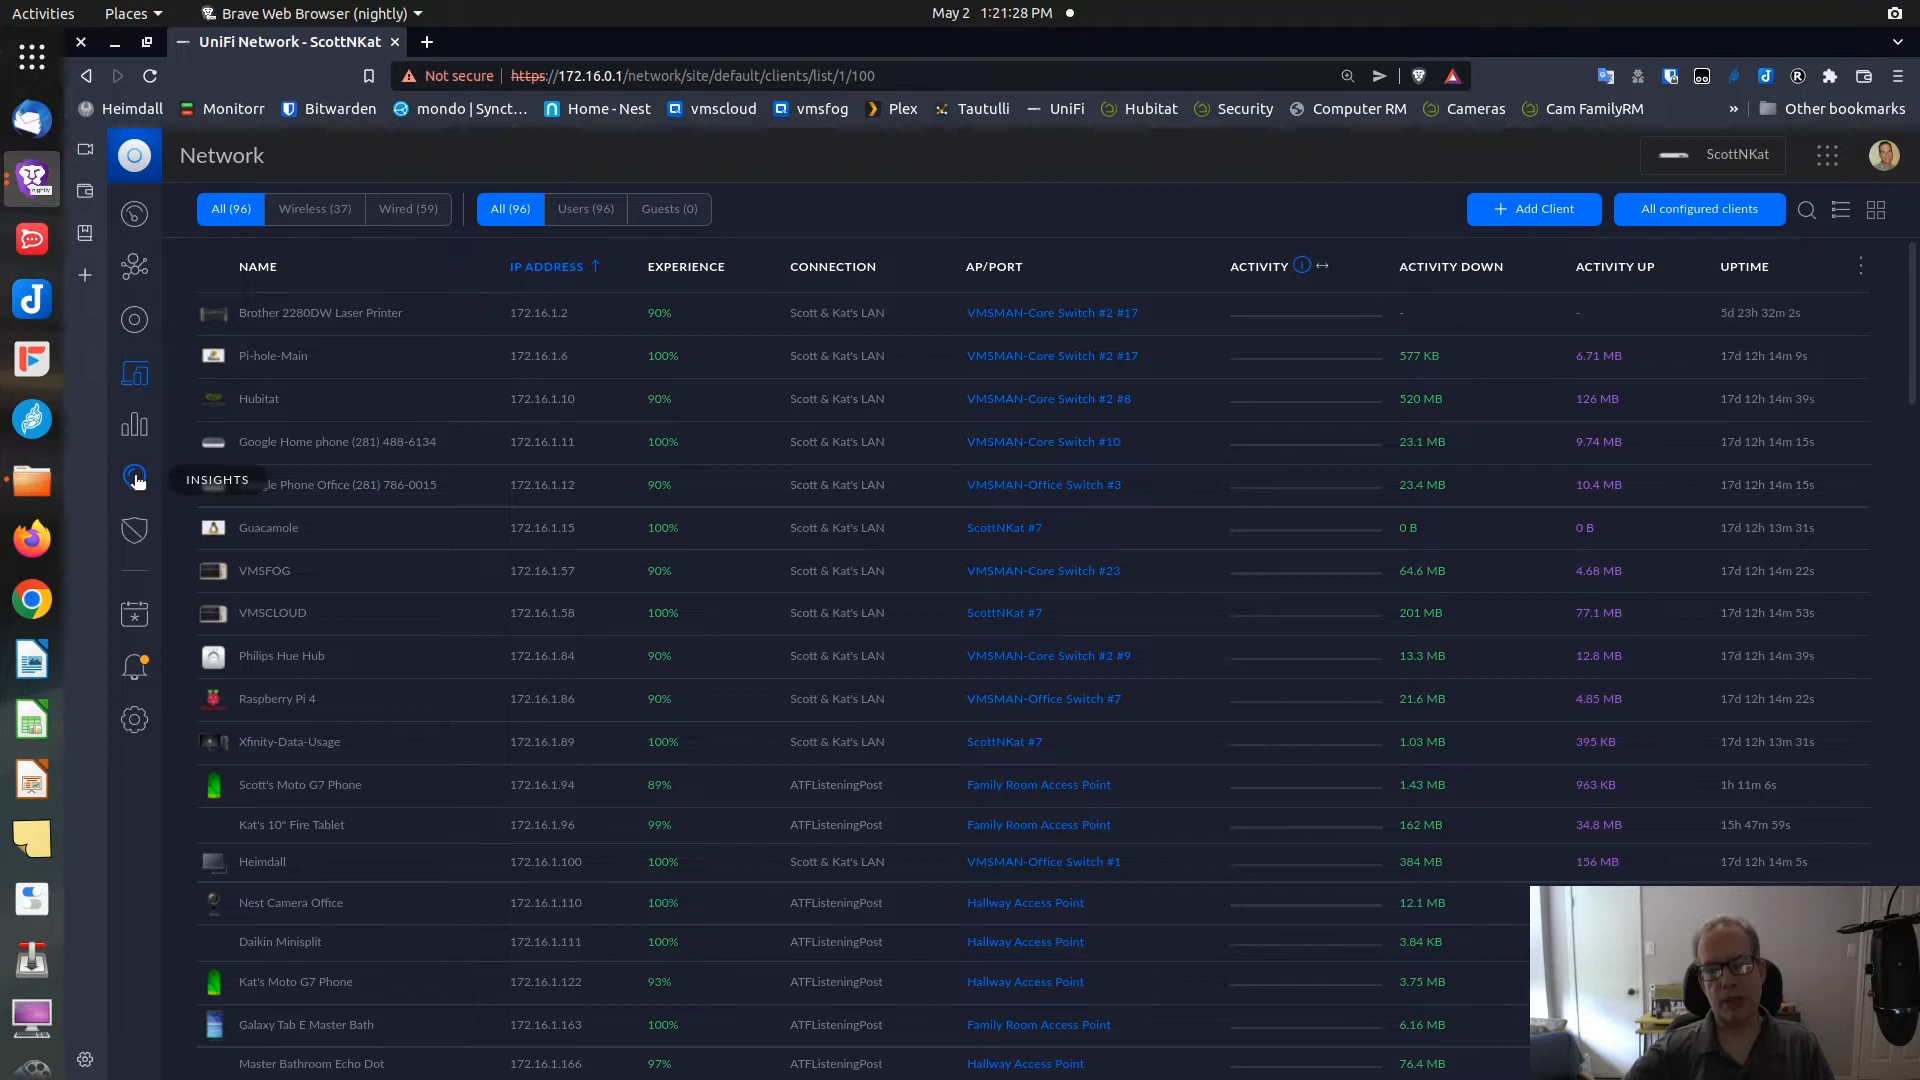 Activities Places Brave Web Browser (nightly) May 2 1:21:28 PM
UniFi Network - ScottNKat
Not secure https://172.16.0.1/network/site/default/clients/list/1/100
Heimdall Monitorr Bitwarden mondo | Synct... Home - Nest vmscloud vmsfog Plex Tautulli UniFi Hubitat Security Computer RM Cameras Cam FamilyRM » Other bookmarks
Network ScottNKat
All (96) Wireless (37) Wired (59) All (96) Users (96) Guests (0) + Add Client All configured clients
NAME IP ADDRESS ↑ EXPERIENCE CONNECTION AP/PORT ACTIVITY ACTIVITY DOWN ACTIVITY UP UPTIME
Brother 2280DW Laser Printer 172.16.1.2 90% Scott & Kat's LAN VMSMAN-Core Switch #2 #17 - - 5d 23h 32m 2s
Pi-hole-Main 172.16.1.6 100% Scott & Kat's LAN VMSMAN-Core Switch #2 #17 577 KB 6.71 MB 17d 12h 14m 9s
Hubitat 172.16.1.10 90% Scott & Kat's LAN VMSMAN-Core Switch #2 #8 520 MB 126 MB 17d 12h 14m 39s
Google Home phone (281) 488-6134 172.16.1.11 100% Scott & Kat's LAN VMSMAN-Core Switch #10 23.1 MB 9.74 MB 17d 12h 14m 15s
INSIGHTS
Phone Office (281) 786-0015 172.16.1.12 90% Scott & Kat's LAN VMSMAN-Office Switch #3 23.4 MB 10.4 MB 17d 12h 14m 15s
Guacamole 172.16.1.15 100% Scott & Kat's LAN ScottNKat #7 0 B 0 B 17d 12h 13m 31s
VMSFOG 172.16.1.57 90% Scott & Kat's LAN VMSMAN-Core Switch #23 64.6 MB 4.68 MB 17d 12h 14m 22s
VMSCLOUD 172.16.1.58 100% Scott & Kat's LAN ScottNKat #7 201 MB 77.1 MB 17d 12h 14m 53s
Philips Hue Hub 172.16.1.84 90% Scott & Kat's LAN VMSMAN-Core Switch #2 #9 13.3 MB 12.8 MB 17d 12h 14m 39s
Raspberry Pi 4 172.16.1.86 90% Scott & Kat's LAN VMSMAN-Office Switch #7 21.6 MB 4.85 MB 17d 12h 14m 22s
Xfinity-Data-Usage 172.16.1.89 100% Scott & Kat's LAN ScottNKat #7 1.03 MB 395 KB 17d 12h 13m 31s
Scott's Moto G7 Phone 172.16.1.94 89% ATFListeningPost Family Room Access Point 1.43 MB 963 KB 1h 11m 6s
Kat's 10" Fire Tablet 172.16.1.96 99% ATFListeningPost Family Room Access Point 162 MB 34.8 MB 15h 47m 59s
Heimdall 172.16.1.100 100% Scott & Kat's LAN VMSMAN-Office Switch #1 384 MB 156 MB 17d 12h 14m 5s
Nest Camera Office 172.16.1.110 100% ATFListeningPost Hallway Access Point 12.1 MB
Daikin Minisplit 172.16.1.111 100% ATFListeningPost Hallway Access Point 3.84 KB
Kat's Moto G7 Phone 172.16.1.122 93% ATFListeningPost Hallway Access Point 3.75 MB
Galaxy Tab E Master Bath 172.16.1.163 100% ATFListeningPost Family Room Access Point 6.16 MB
Master Bathroom Echo Dot 172.16.1.166 97% ATFListeningPost Hallway Access Point 76.4 MB